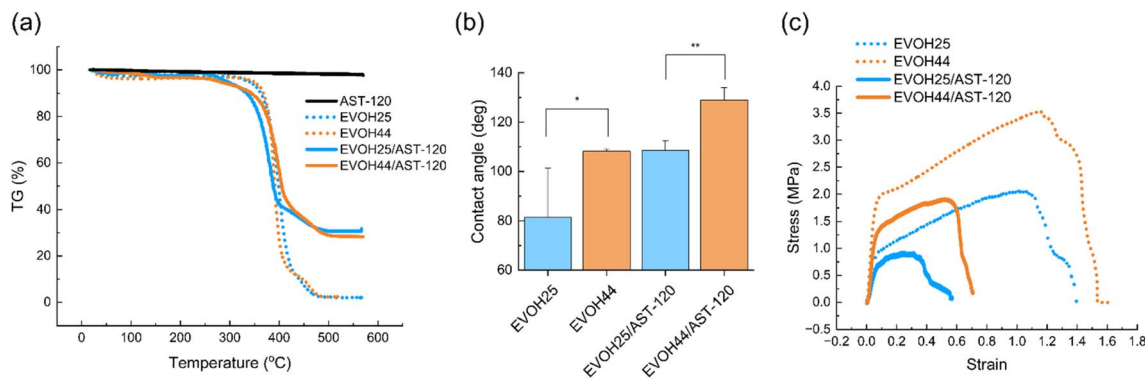 (a)
TG (%)
100
80
60
40
20
0
AST-120
EVOH25
EVOH44
EVOH25/AST-120
EVOH44/AST-120
0 100 200 300 400 500 600
Temperature (°C)
(b)
Contact angle (deg)
140
120
100
80
60
*
**
EVOH25
EVOH44
EVOH25/AST-120
EVOH44/AST-120
(c)
EVOH25
EVOH44
EVOH25/AST-120
EVOH44/AST-120
Stress (MPa)
4.0
3.5
3.0
2.5
2.0
1.5
1.0
0.5
0.0
-0.5
-0.2 0.0 0.2 0.4 0.6 0.8 1.0 1.2 1.4 1.6 1.8
Strain